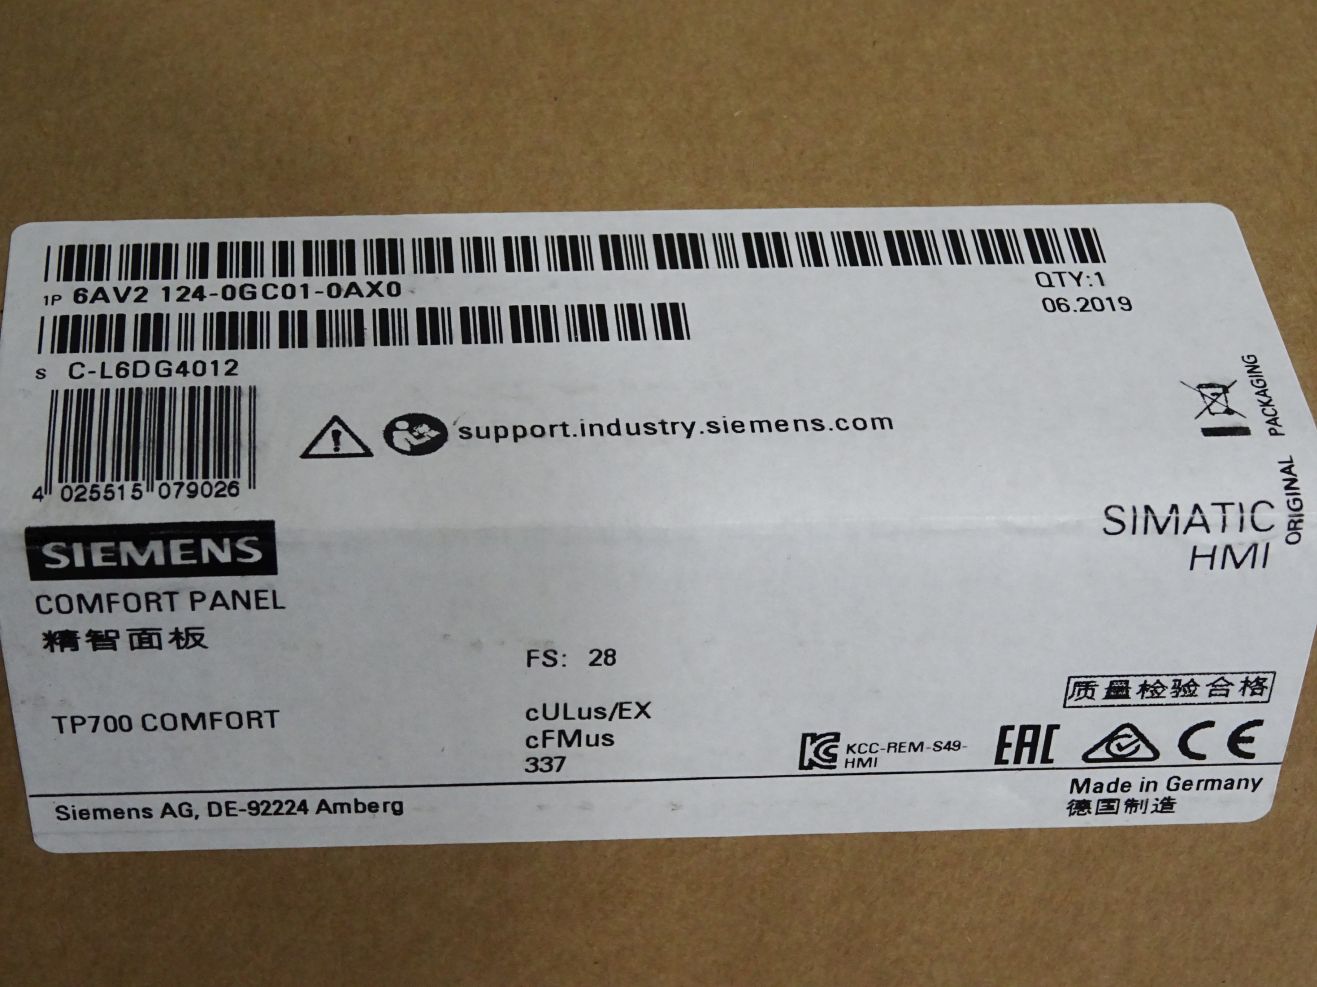 1P 6AV2 124-0GC01-0AX0
QTY:1
06.2019
S C-L6DG4012
4 025515 079026
support.industry.siemens.com
ORIGINAL PACKAGING
SIEMENS
SIMATIC
HMI
COMFORT PANEL
精智面板
FS: 28
质量检验合格
TP700 COMFORT
cULus/EX
cFMus
337
KCC-REM-S49-
HMI
EAC
CE
Siemens AG, DE-92224 Amberg
Made in Germany
德国制造